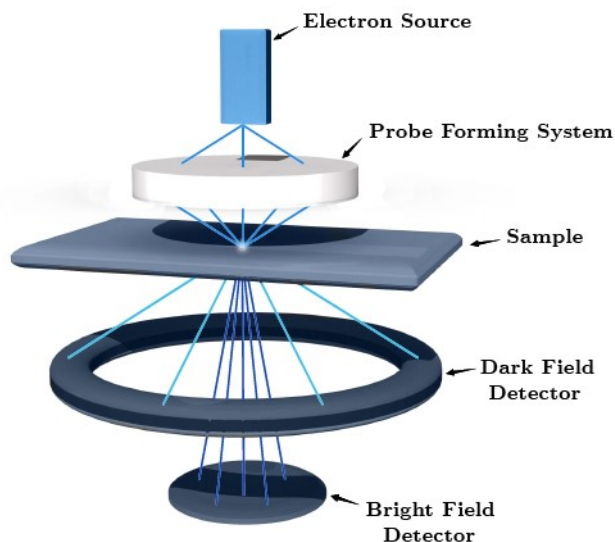 Electron Source
Probe Forming System
Sample
Dark Field
Detector
Bright Field
Detector